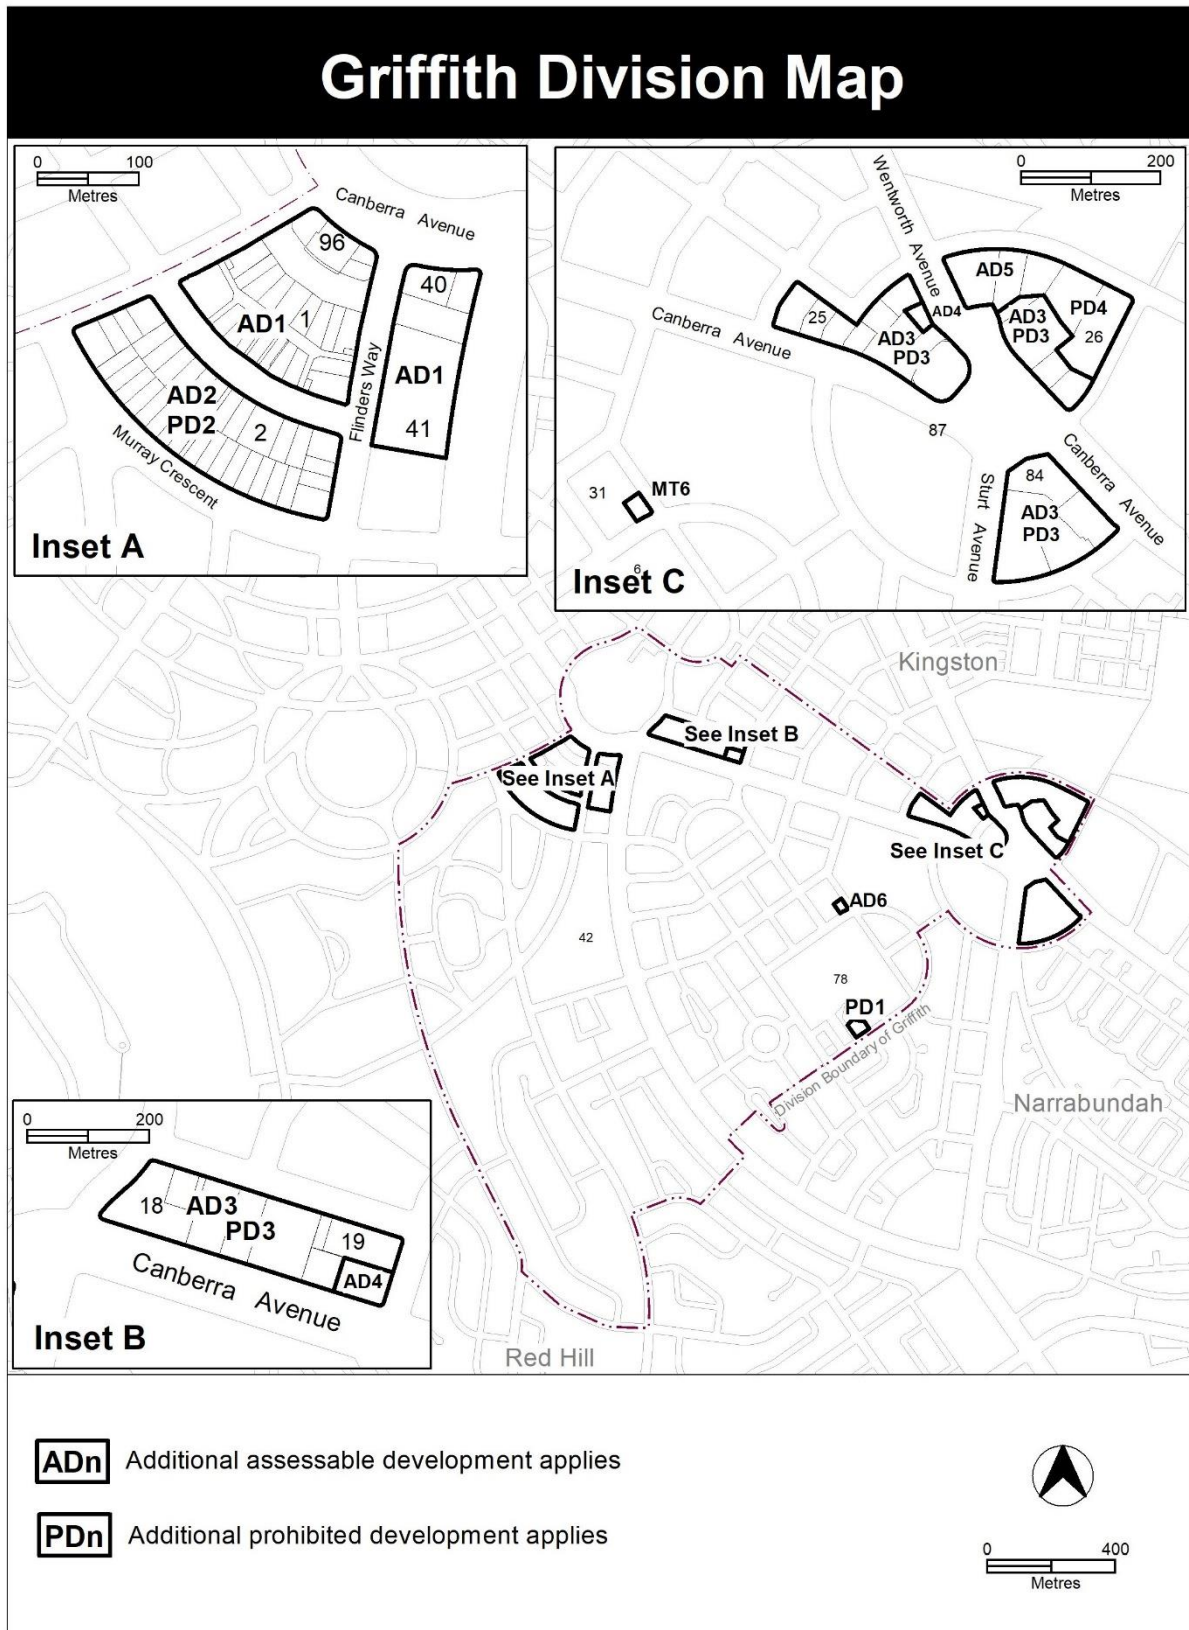 Griffith Division Map
0 100
Metres
Canberra Avenue
96
40
AD1 1
AD1
41
Flinders Way
AD2
PD2
2
Murray Crescent
Inset A
0 200
Metres
Wentworth Avenue
AD5
PD4
26
AD3
PD3
AD4
25
AD3
PD3
Canberra Avenue
87
Canberra Avenue
84
AD3
PD3
Sturt Avenue
31
MT6
6
Inset C
Kingston
See Inset B
See Inset A
See Inset C
AD6
42
78
PD1
Division Boundary of Griffith
Narrabundah
0 200
Metres
18
AD3
PD3
19
AD4
Canberra Avenue
Inset B
Red Hill
ADn Additional assessable development applies
PDn Additional prohibited development applies
0 400
Metres